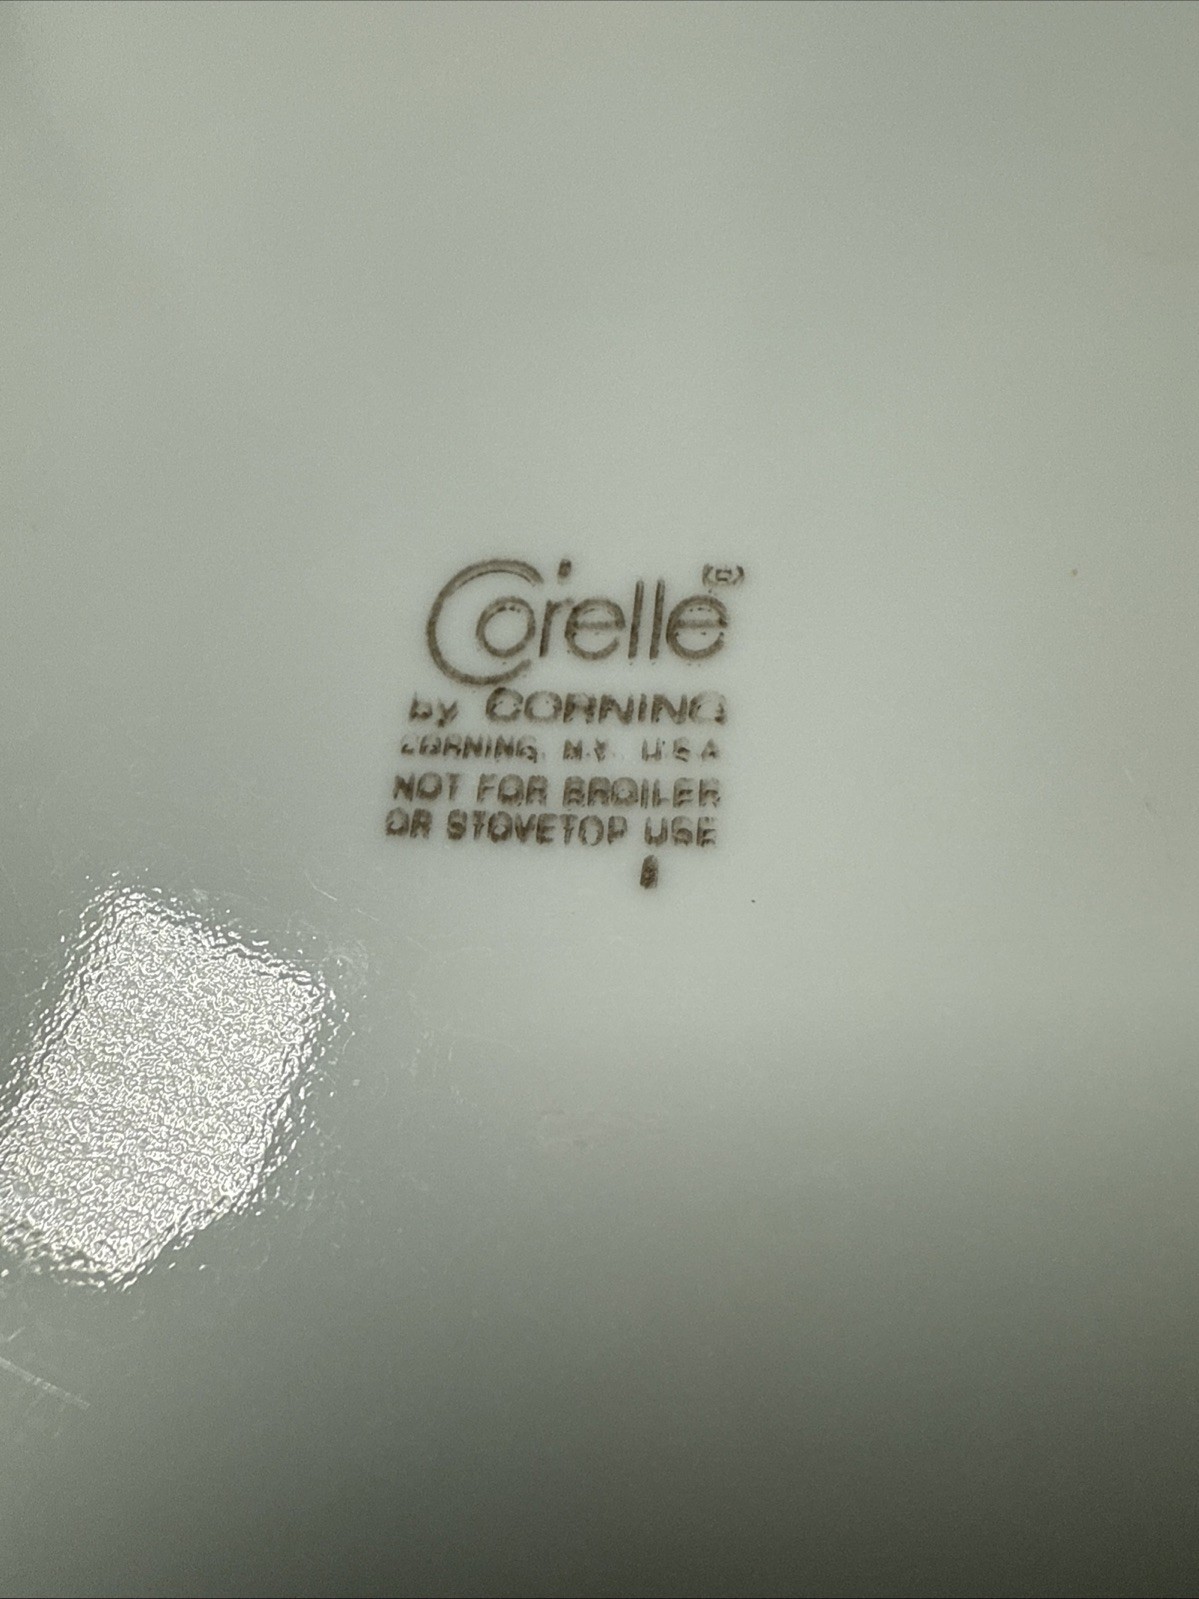 Corelle®
by CORNING
CORNING, N.Y. U.S.A
NOT FOR BROILER
OR STOVETOP USE